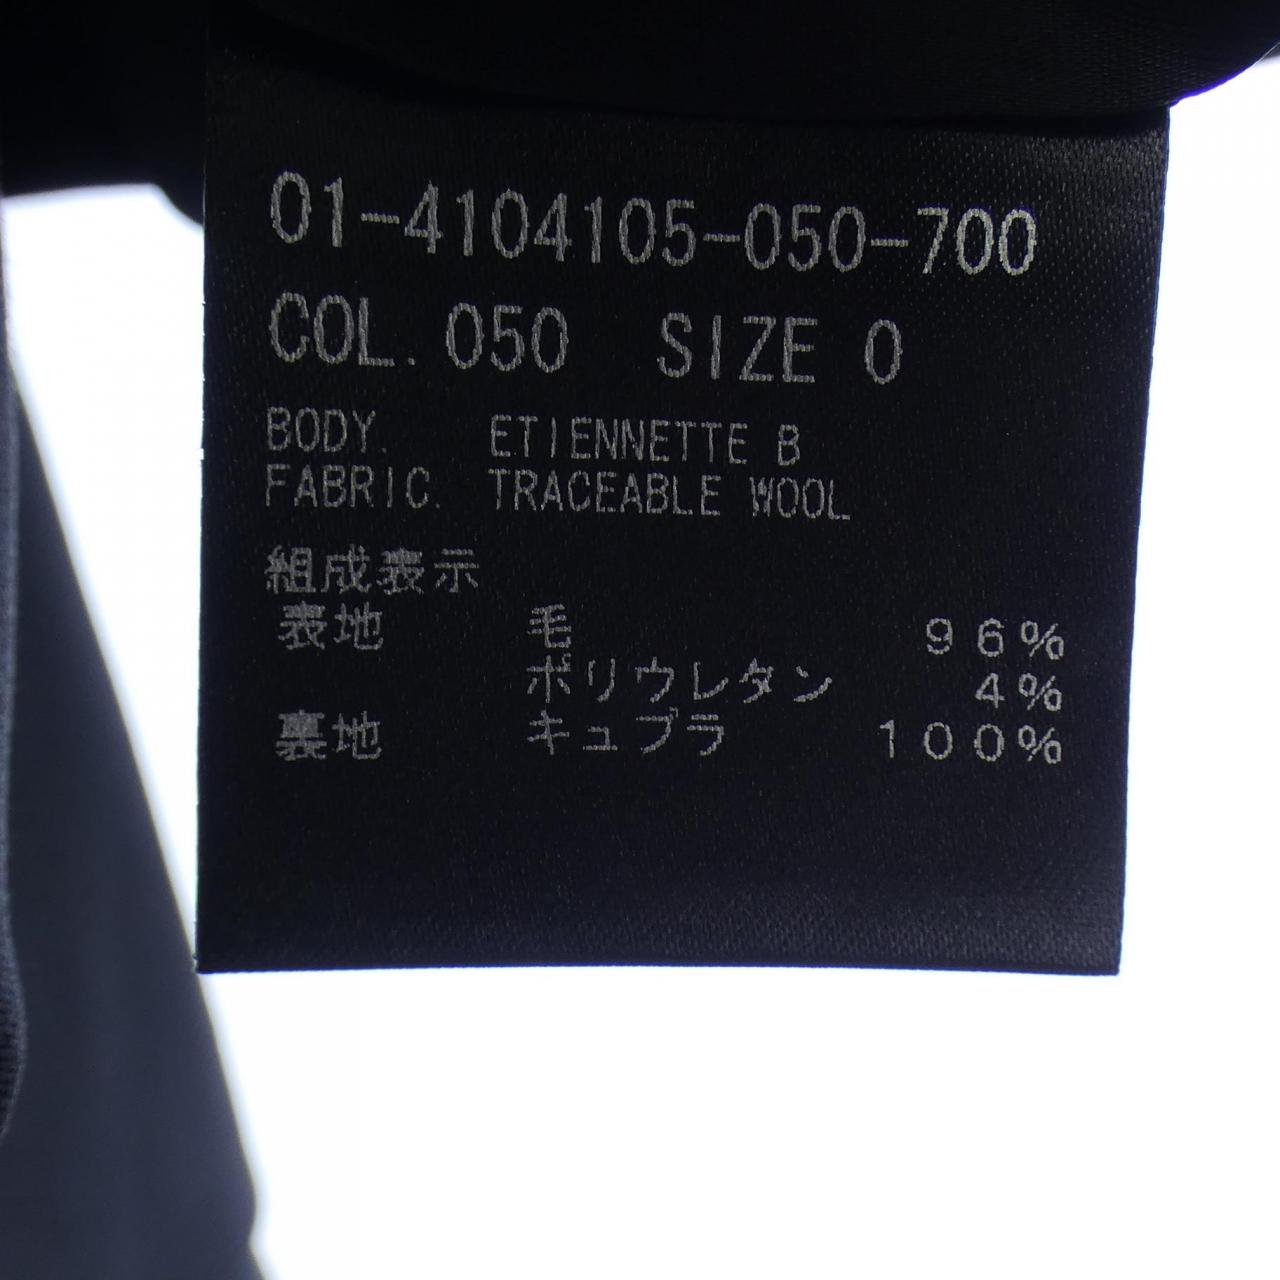 01-4104105-050-700
COL. 050 SIZE 0
BODY. ETIENNETTE B
FABRIC. TRACEABLE WOOL
組成表示
表地 毛 96%
ポリウレタン 4%
裏地 キュプラ 100%